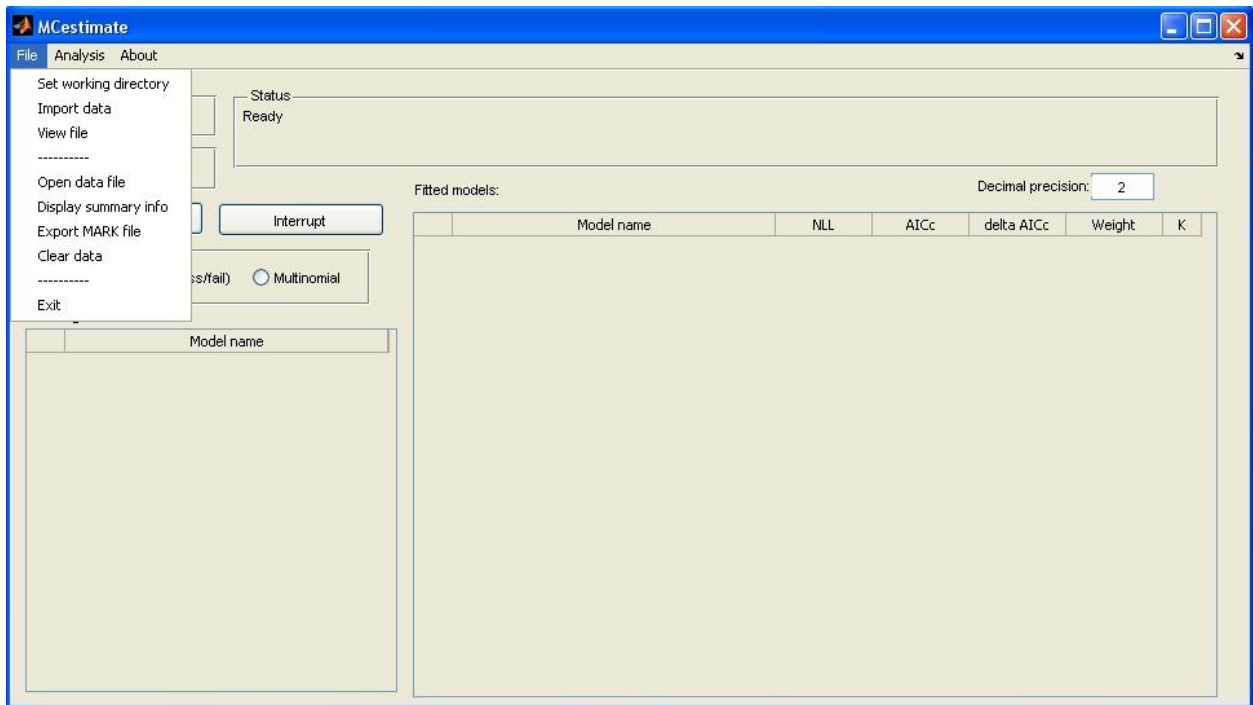 MCestimate
File Analysis About
Set working directory
Import data
View file
----------
Open data file
Display summary info
Export MARK file
Clear data
----------
Exit
Status
Ready
Interrupt
ss/fail) Multinomial
Model name
Fitted models:
Decimal precision: 2
Model name NLL AICc delta AICc Weight K